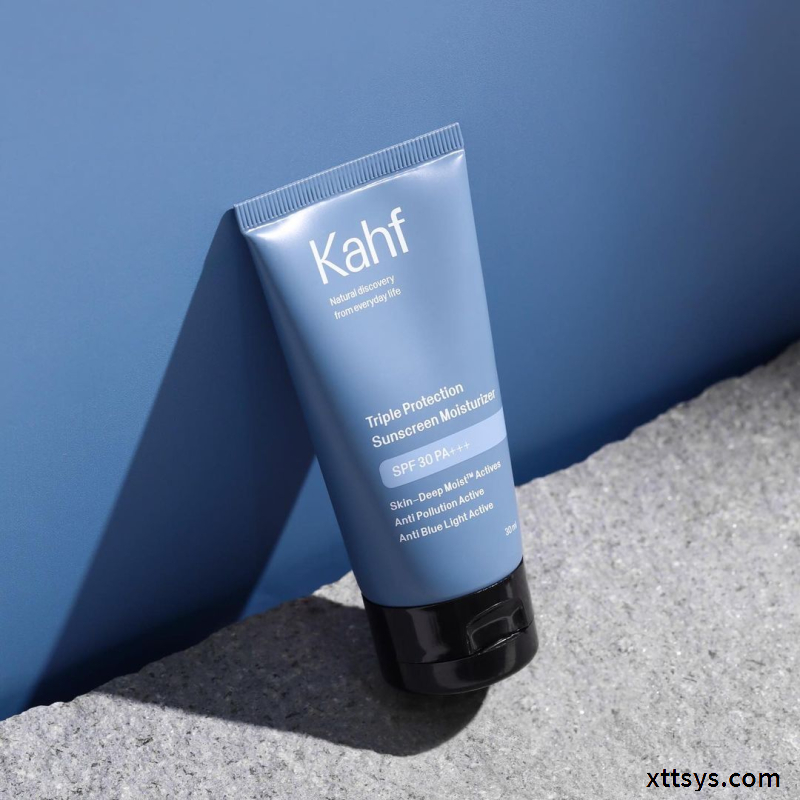 Kahf
Natural discovery
from everyday life
Triple Protection
Sunscreen Moisturizer
SPF 30 PA+++
Skin-Deep Moist™ Actives
Anti Pollution Active
Anti Blue Light Active
30 ml
xttsys.com